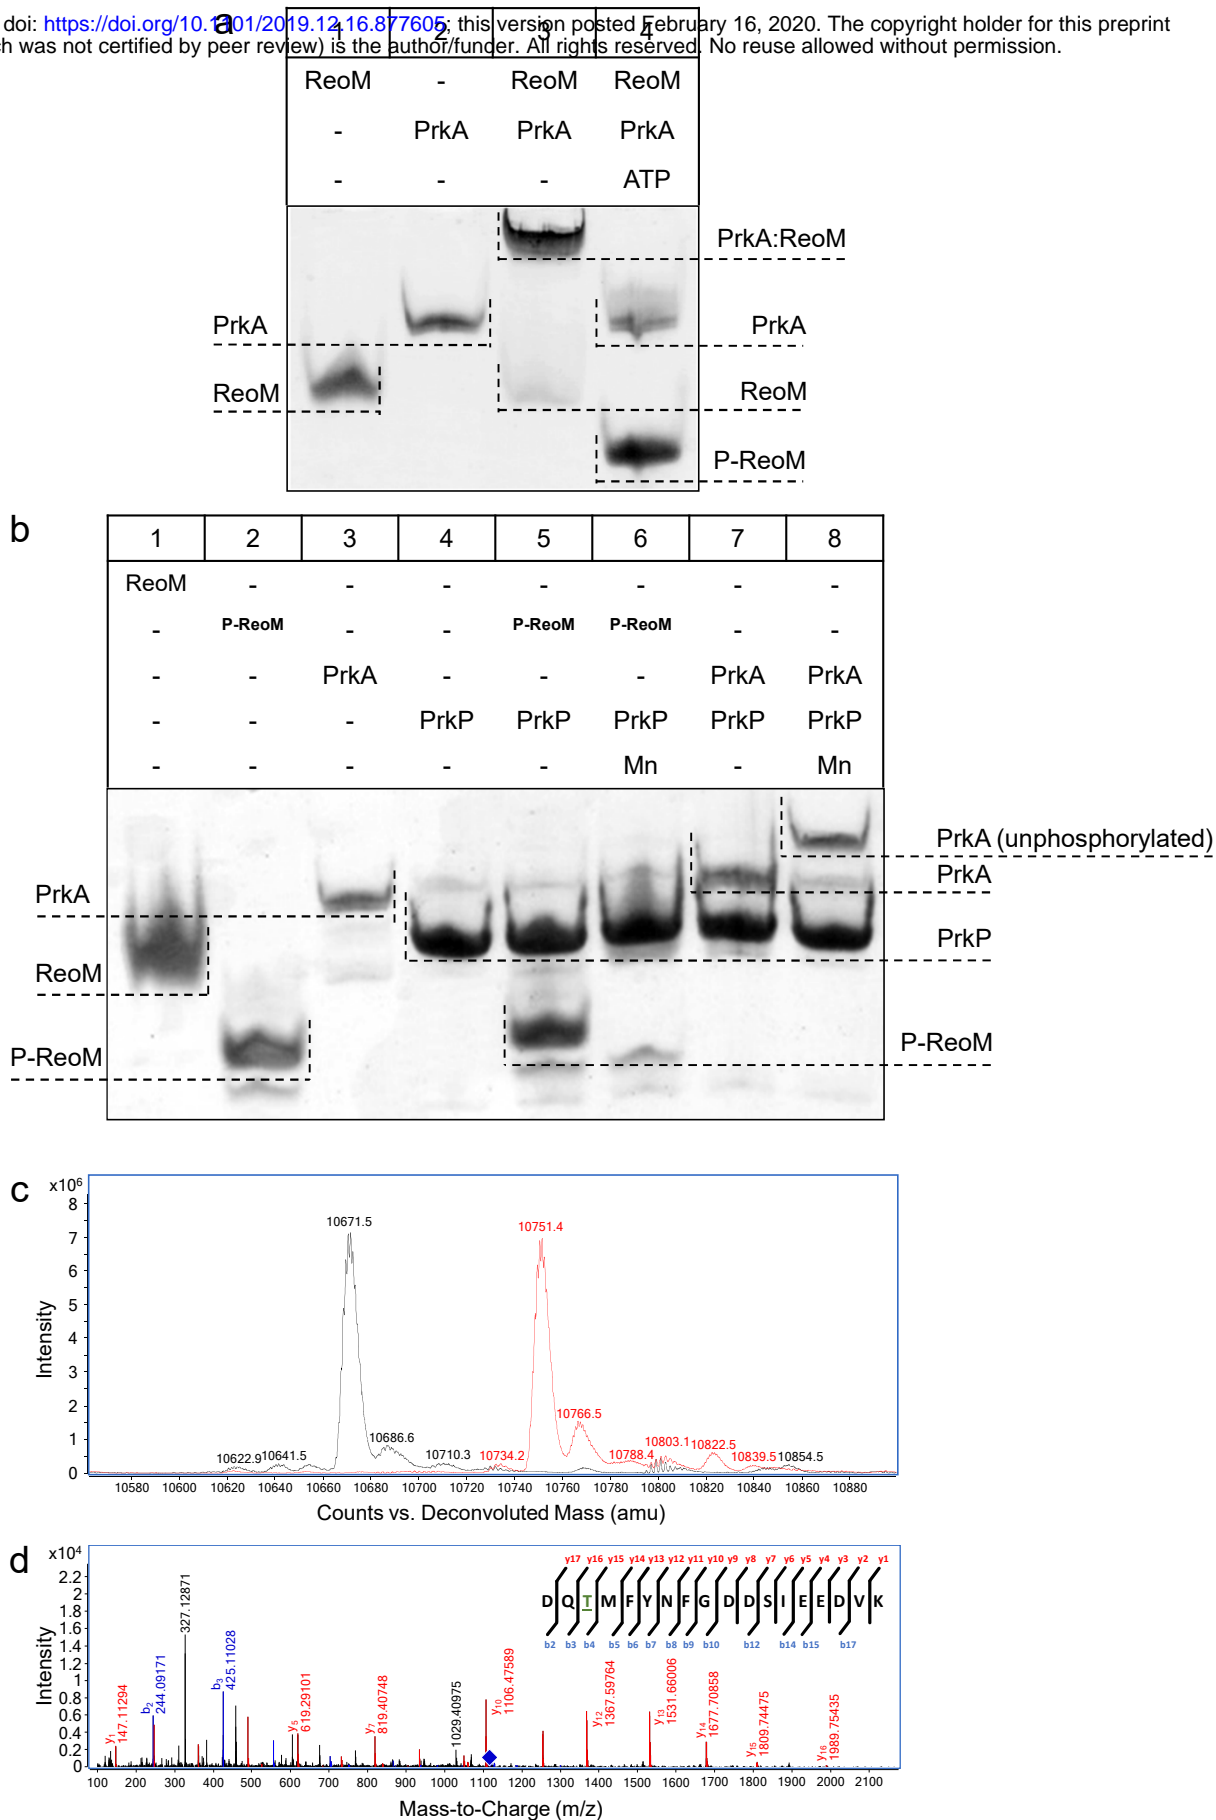 doi: https://doi.org/10.1101/2019.12.16.877605; this version posted February 16, 2020. The copyright holder for this preprint
h was not certified by peer review) is the author/funder. All rights reserved. No reuse allowed without permission.
a
1 2 3 4
ReoM - ReoM ReoM
- PrkA PrkA PrkA
- - - ATP
PrkA:ReoM
PrkA PrkA
ReoM ReoM
P-ReoM
b
1 2 3 4 5 6 7 8
ReoM - - - - - - -
- P-ReoM - - P-ReoM P-ReoM - -
- - PrkA - - - PrkA PrkA
- - - PrkP PrkP PrkP PrkP PrkP
- - - - - Mn - Mn
PrkA (unphosphorylated)
PrkA PrkA
PrkP
ReoM
P-ReoM P-ReoM
c
x10⁶
8
7
6
5
4
3
2
1
0
Intensity
10671.5 10751.4
10686.6 10766.5
10622.9 10641.5 10710.3 10734.2 10788.4 10803.1 10822.5 10839.5 10854.5
10580 10600 10620 10640 10660 10680 10700 10720 10740 10760 10780 10800 10820 10840 10860 10880
Counts vs. Deconvoluted Mass (amu)
d
x10⁴
2.2
2
1.8
1.6
1.4
1.2
1
0.8
0.6
0.4
0.2
0
Intensity
y17 y16 y15 y14 y13 y12 y11 y10 y9 y8 y7 y6 y5 y4 y3 y2 y1
D Q T M F Y N F G D D S I E E D V K
b2 b3 b4 b5 b6 b7 b8 b9 b10 b12 b14 b15 b17
y₁ 147.11294
b₂ 244.09171
327.12871
b₃ 425.11028
y₅ 619.29101
y₇ 819.40748
1029.40975
y₁₀ 1106.47589
y₁₂ 1367.59764
y₁₃ 1531.66006
y₁₄ 1677.70858
y₁₅ 1809.74475
y₁₆ 1989.75435
100 200 300 400 500 600 700 800 900 1000 1100 1200 1300 1400 1500 1600 1700 1800 1900 2000 2100
Mass-to-Charge (m/z)